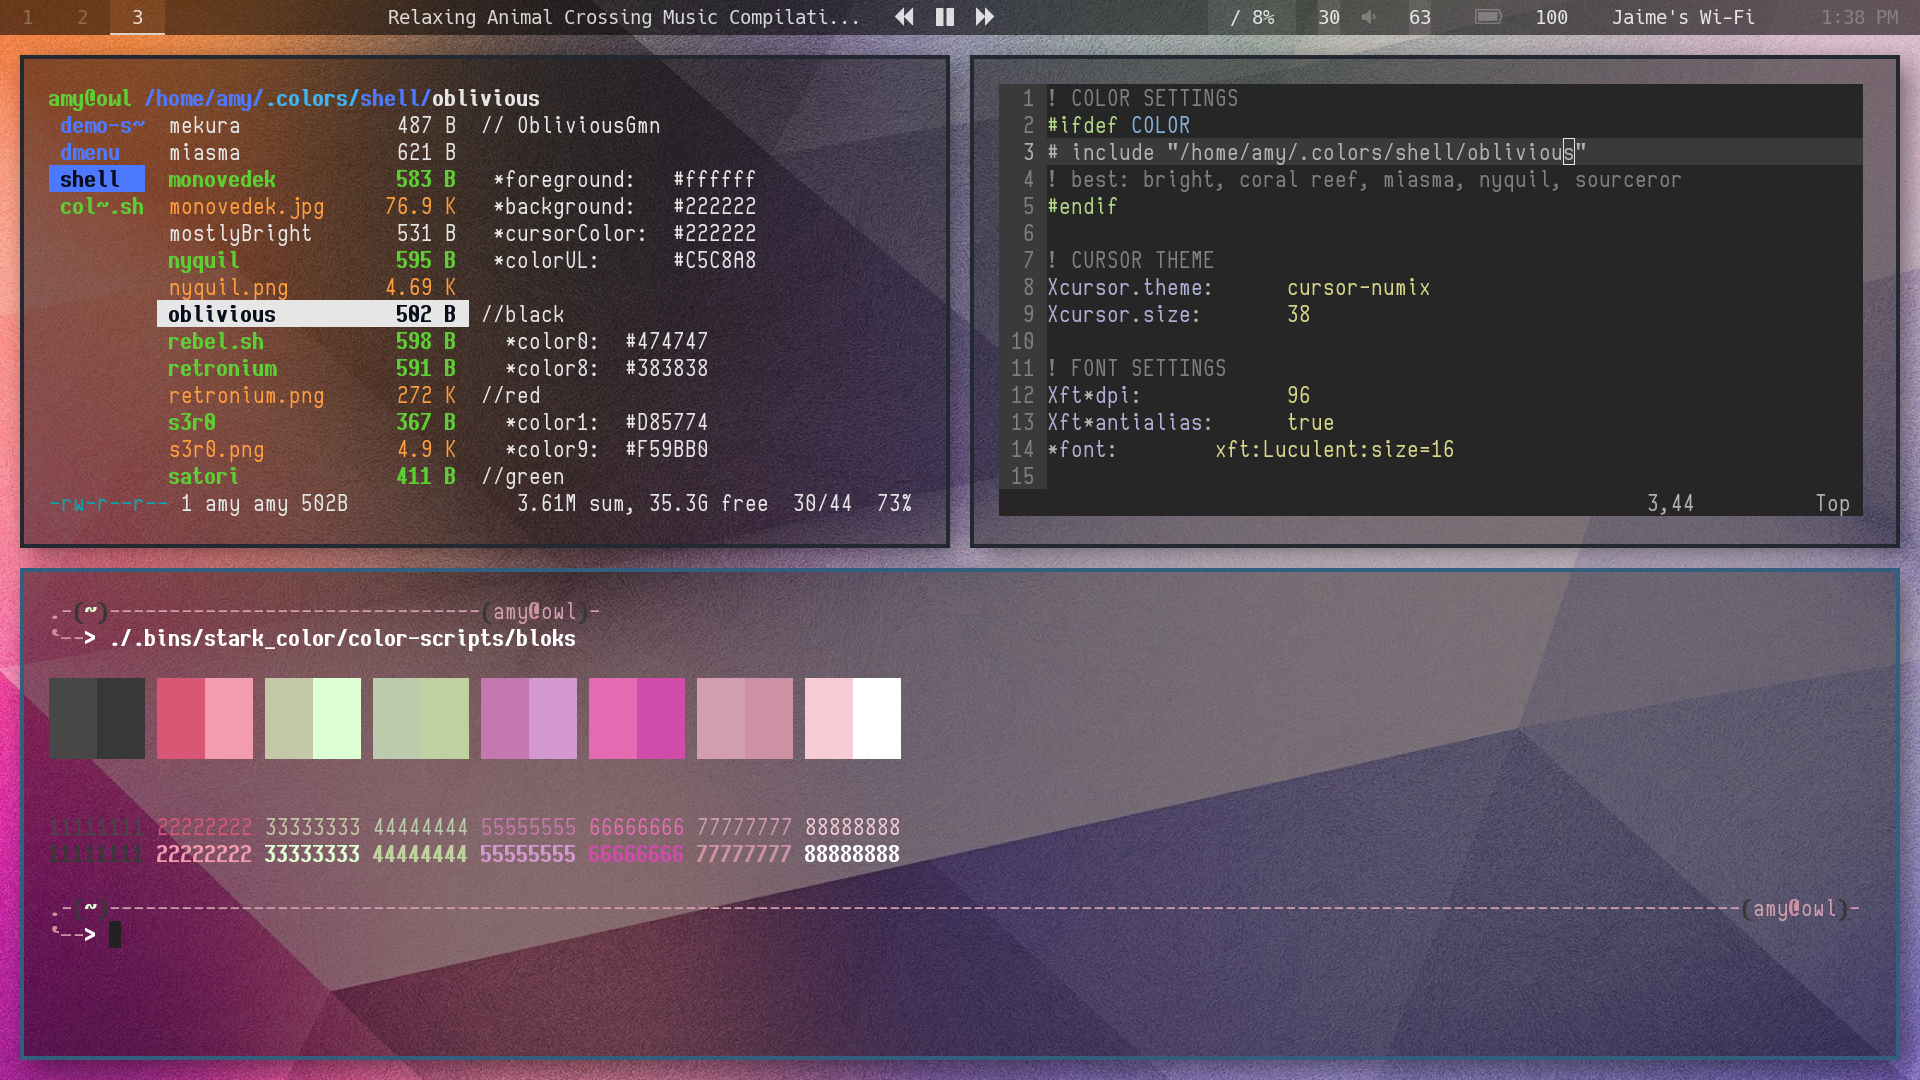 1 2 3 Relaxing Animal Crossing Music Compilati... / 8% 30 63 100 Jaime's Wi-Fi 1:38 PM
amy@owl /home/amy/.colors/shell/oblivious
demo-s~ mekura 487 B // ObliviousGmn
dmenu miasma 621 B
shell monovedek 583 B *foreground: #ffffff
col~.sh monovedek.jpg 76.9 K *background: #222222
mostlyBright 531 B *cursorColor: #222222
nyquil 595 B *colorUL: #C5C8A8
nyquil.png 4.69 K
oblivious 502 B //black
rebel.sh 598 B *color0: #474747
retronium 591 B *color8: #383838
retronium.png 272 K //red
s3r0 367 B *color1: #D85774
s3r0.png 4.9 K *color9: #F59BB0
satori 411 B //green
-rw-r--r-- 1 amy amy 502B 3.61M sum, 35.3G free 30/44 73%
1 ! COLOR SETTINGS
2 #ifdef COLOR
3 # include "/home/amy/.colors/shell/oblivious"
4 ! best: bright, coral reef, miasma, nyquil, sourceror
5 #endif
6
7 ! CURSOR THEME
8 Xcursor.theme: cursor-numix
9 Xcursor.size: 38
10
11 ! FONT SETTINGS
12 Xft*dpi: 96
13 Xft*antialias: true
14 *font: xft:Luculent:size=16
15
3,44 Top
.-(~)-------------------------------(amy@owl)-
'--> ./.bins/stark_color/color-scripts/bloks
11111111 22222222 33333333 44444444 55555555 66666666 77777777 88888888
11111111 22222222 33333333 44444444 55555555 66666666 77777777 88888888
.-(~)----------------------------------------------------------------------------------------------------------------------------------------(amy@owl)-
'-->